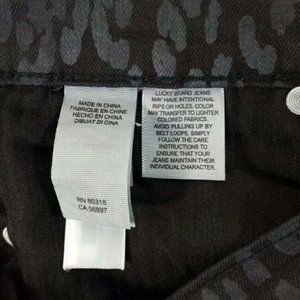 MADE IN CHINA
FABRIQUE EN CHINE
HECHO EN CHINA
DIBUAT DI CINA
RN 80318
CA 56897
LUCKY BRAND JEANS
MAY HAVE INTENTIONAL
RIPS OR HOLES. COLOR
MAY TRANSFER TO LIGHTER
COLORED FABRICS.
AVOID PULLING UP BY
BELT LOOPS, SIMPLY
FOLLOW THE CARE
INSTRUCTIONS TO
ENSURE THAT YOUR
JEANS MAINTAIN THEIR
INDIVIDUAL CHARACTER.